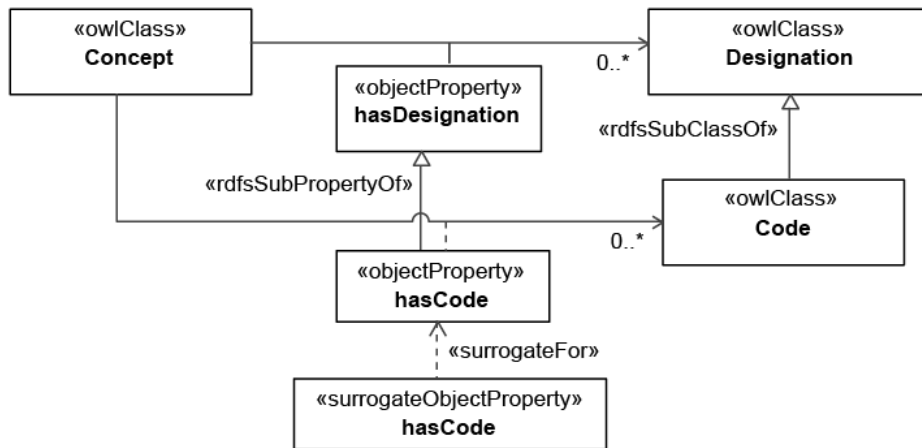 «owlClass»
Concept
«owlClass»
Designation
0..*
«objectProperty»
hasDesignation
«rdfsSubClassOf»
«rdfsSubPropertyOf»
«owlClass»
Code
0..*
«objectProperty»
hasCode
«surrogateFor»
«surrogateObjectProperty»
hasCode